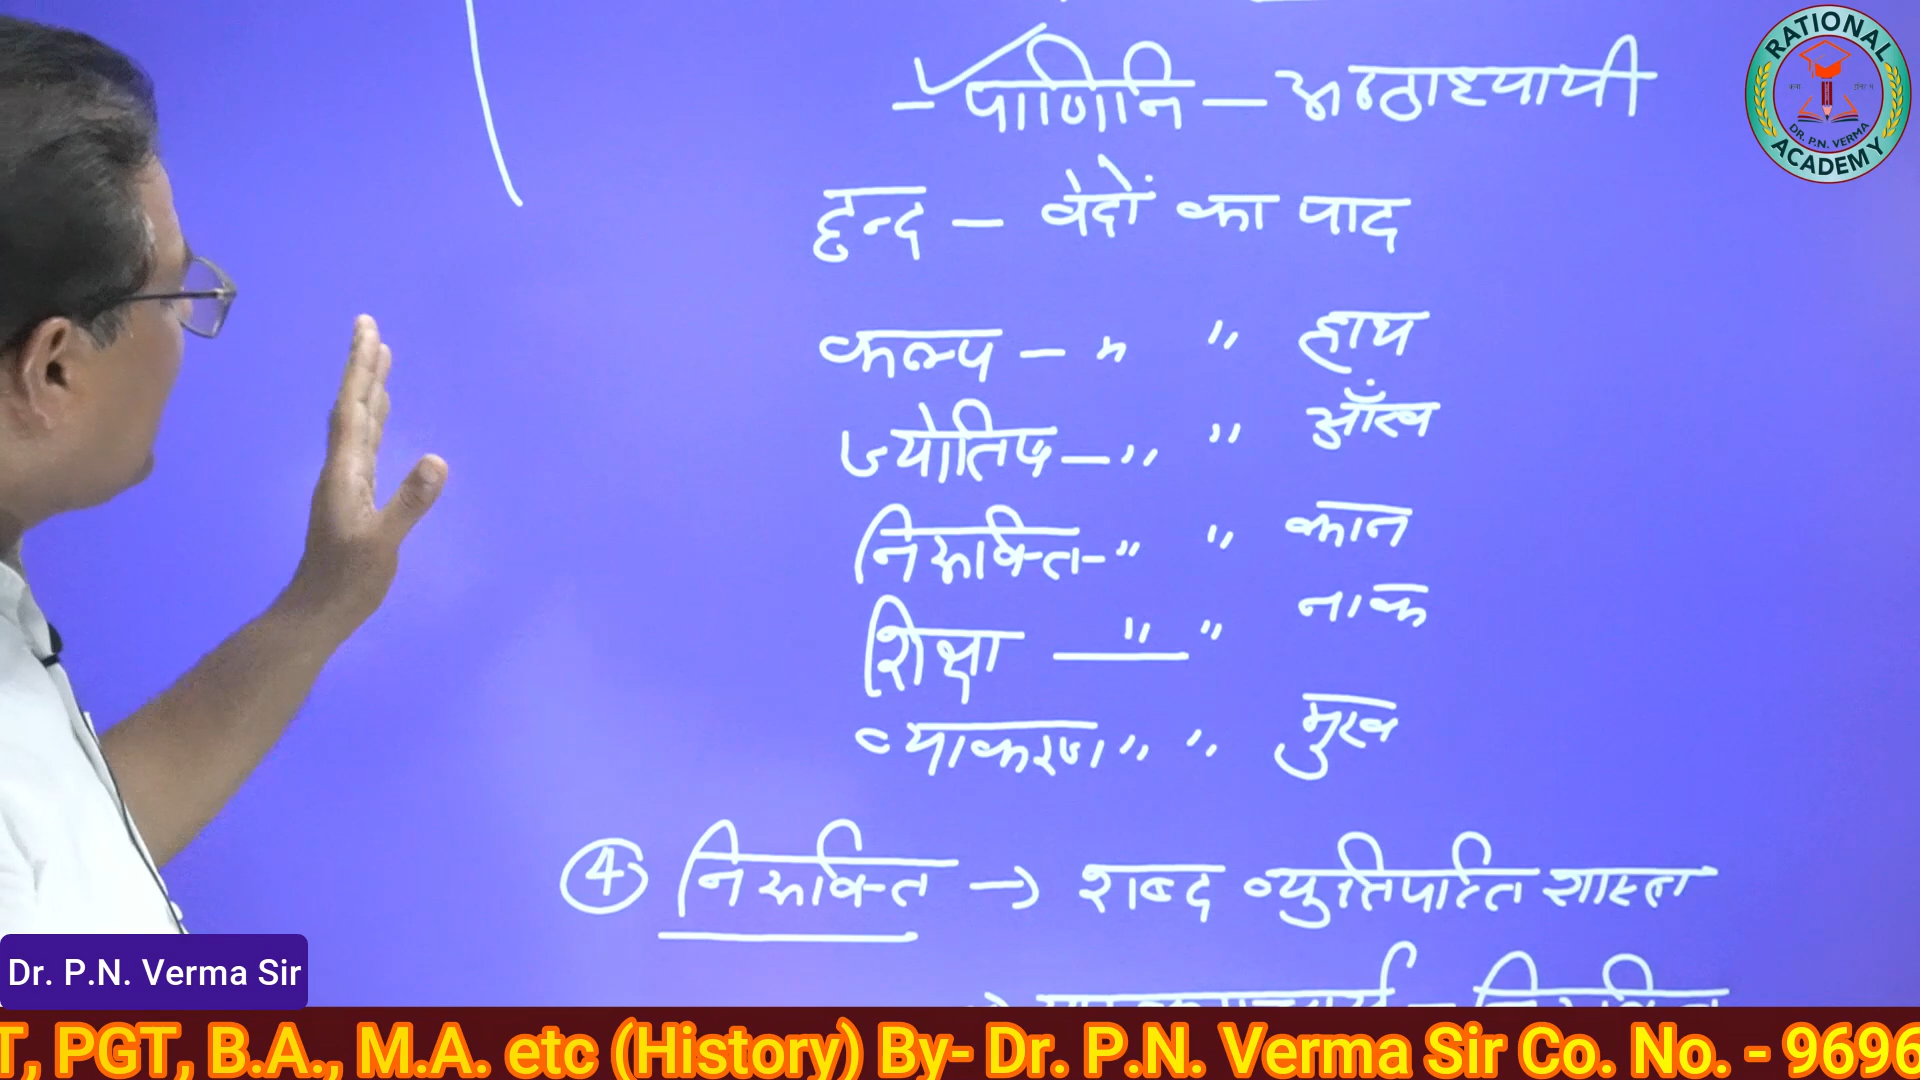 RATIONAL
DR. P.N. VERMA
ACADEMY
- पाणिनि — अष्ठाध्यायी
छन्द — वेदों का पाद
कल्प — " " हाथ
ज्योतिष — " " आँख
निरूक्ति - " " कान
शिक्षा — " " नाक
व्याकरण " " मुख
④ निरूक्ति → शब्द व्युत्तिपत्ति शास्त्र
Dr. P.N. Verma Sir
T, PGT, B.A., M.A. etc (History) By- Dr. P.N. Verma Sir Co. No. - 9696